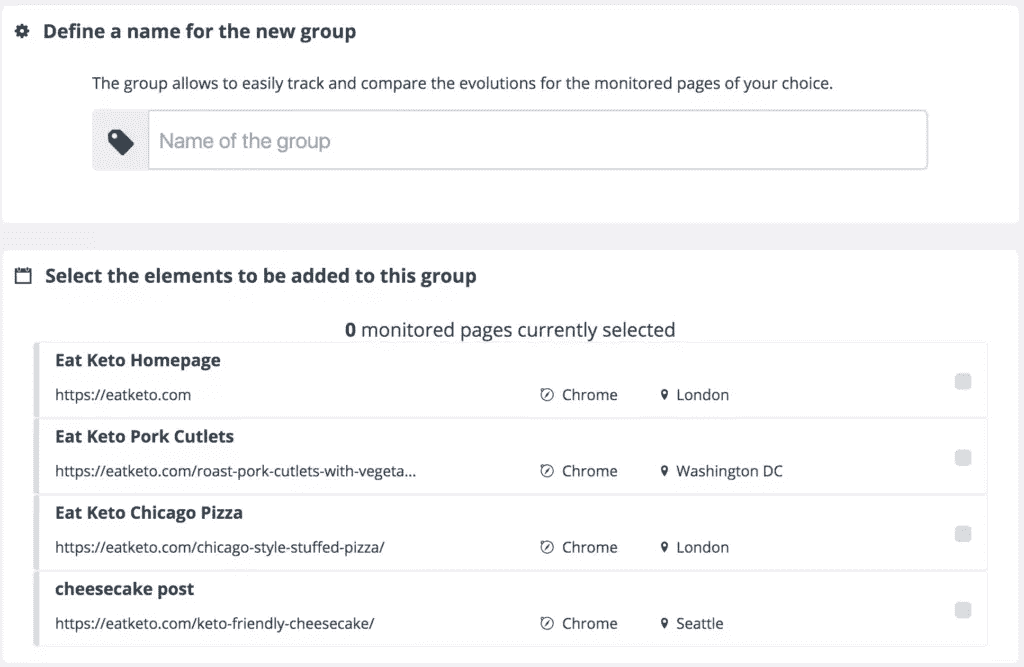 Define a name for the new group
The group allows to easily track and compare the evolutions for the monitored pages of your choice.
Name of the group
Select the elements to be added to this group
0 monitored pages currently selected
Eat Keto Homepage
https://eatketo.com Chrome London
Eat Keto Pork Cutlets
https://eatketo.com/roast-pork-cutlets-with-vegeta... Chrome Washington DC
Eat Keto Chicago Pizza
https://eatketo.com/chicago-style-stuffed-pizza/ Chrome London
cheesecake post
https://eatketo.com/keto-friendly-cheesecake/ Chrome Seattle